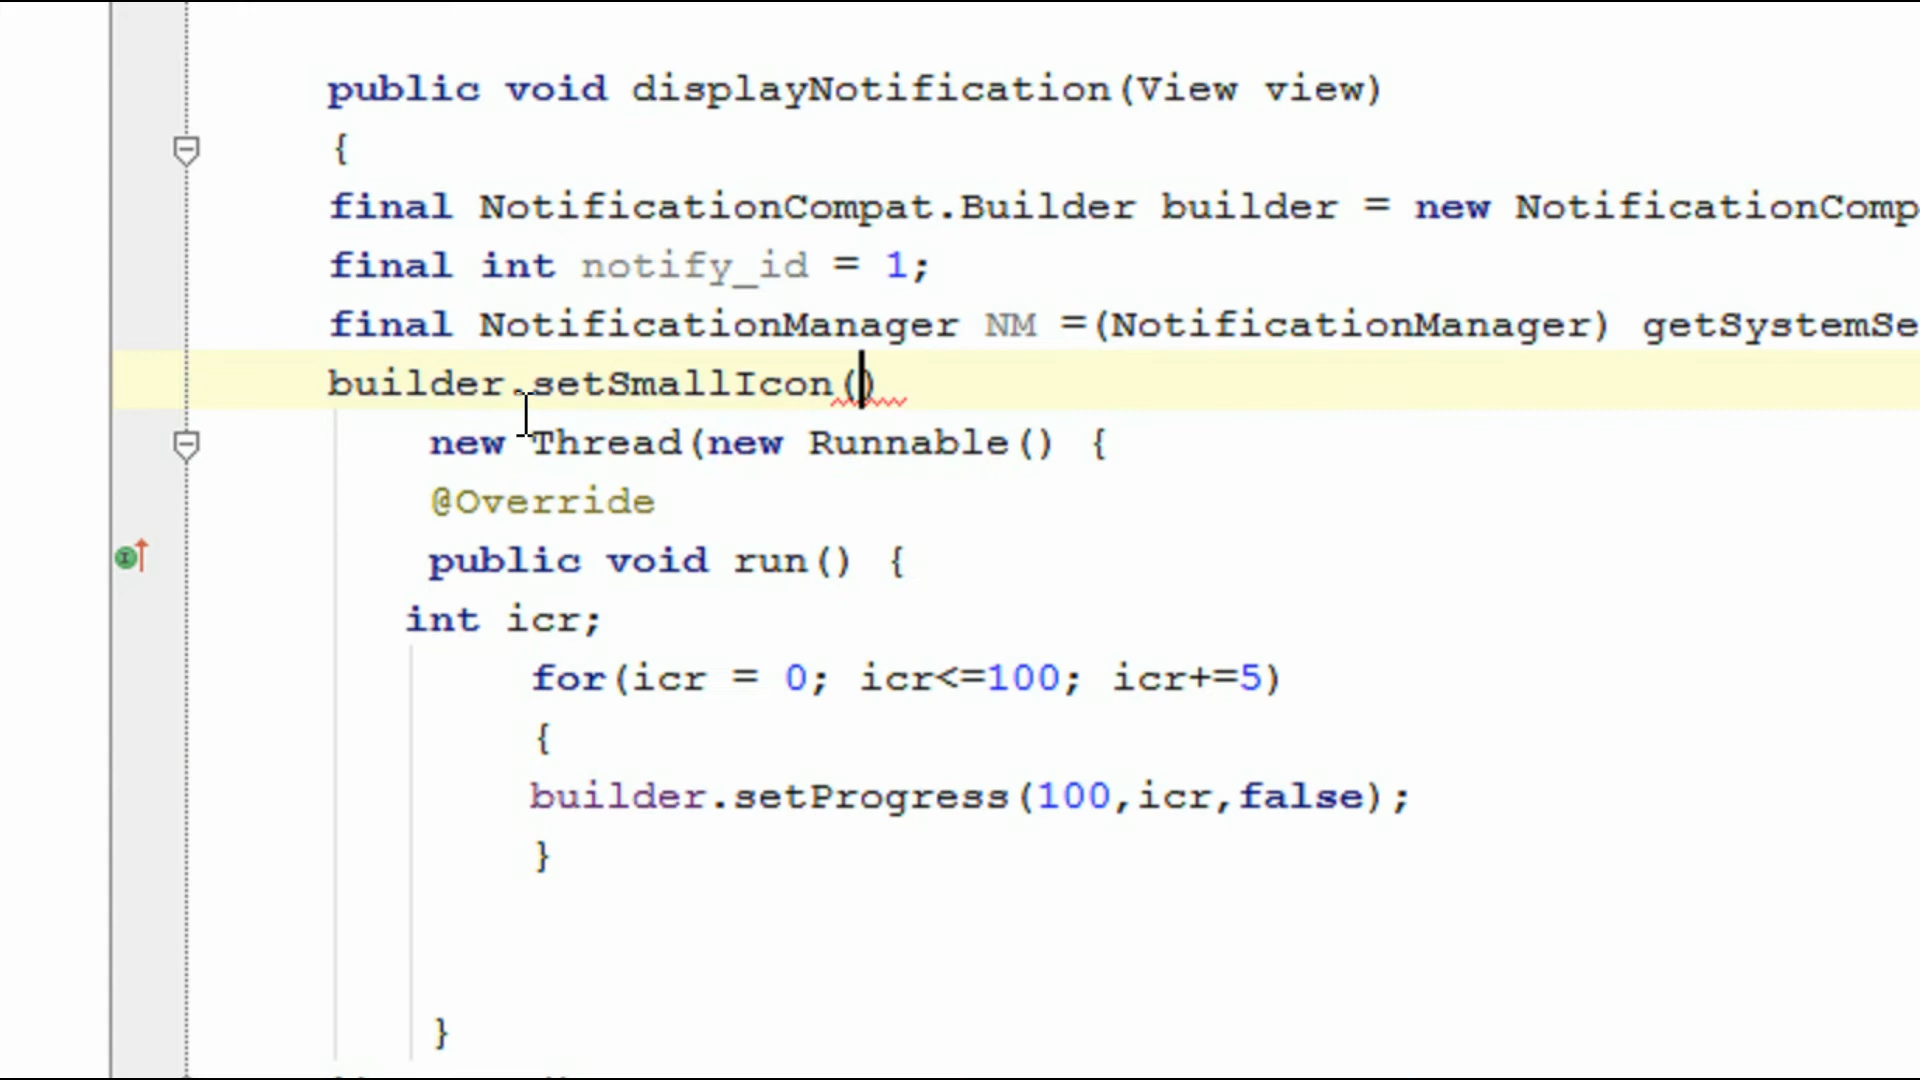 public void displayNotification(View view)
{
final NotificationCompat.Builder builder = new NotificationComp
final int notify_id = 1;
final NotificationManager NM =(NotificationManager) getSystemSe
builder.setSmallIcon()
new Thread(new Runnable() {
@Override
public void run() {
int icr;
for(icr = 0; icr<=100; icr+=5)
{
builder.setProgress(100,icr,false);
}
}